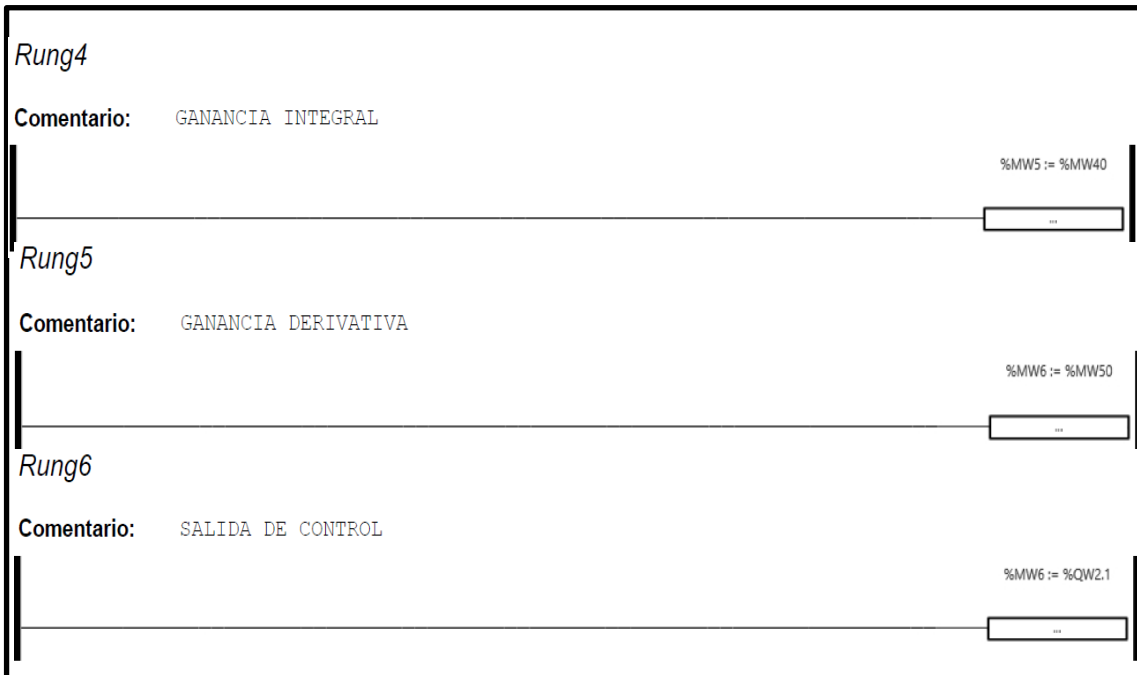 Rung4
Comentario: GANANCIA INTEGRAL
%MW5 := %MW40
...
Rung5
Comentario: GANANCIA DERIVATIVA
%MW6 := %MW50
...
Rung6
Comentario: SALIDA DE CONTROL
%MW6 := %QW2.1
...